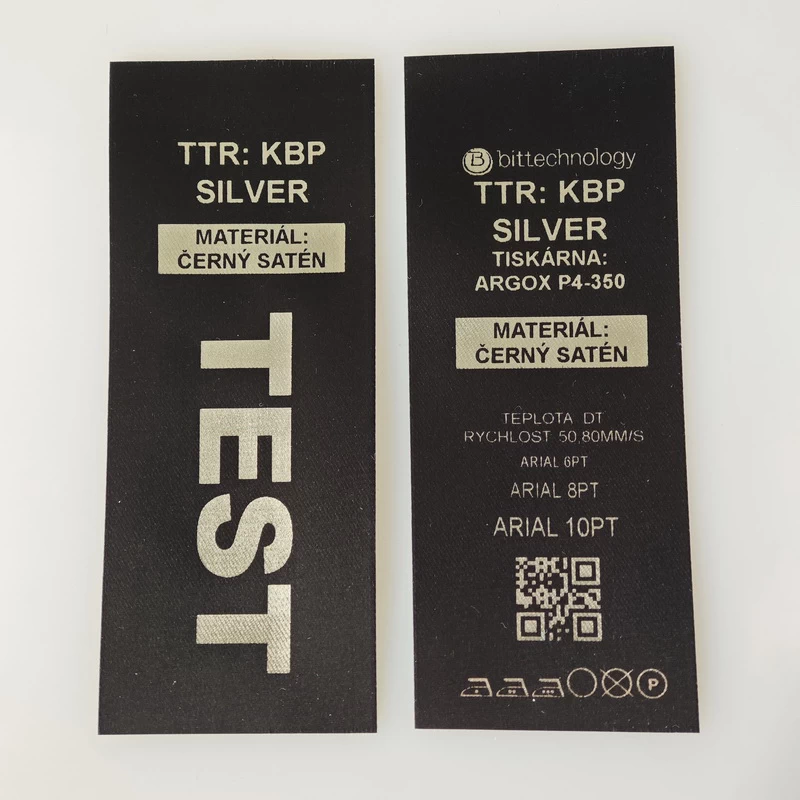 TTR: KBP
SILVER
MATERIÁL:
ČERNÝ SATÉN
TEST
B bittechnology
TTR: KBP
SILVER
TISKÁRNA:
ARGOX P4-350
MATERIÁL:
ČERNÝ SATÉN
TEPLOTA DT
RYCHLOST 50,80MM/S
ARIAL 6PT
ARIAL 8PT
ARIAL 10PT
P